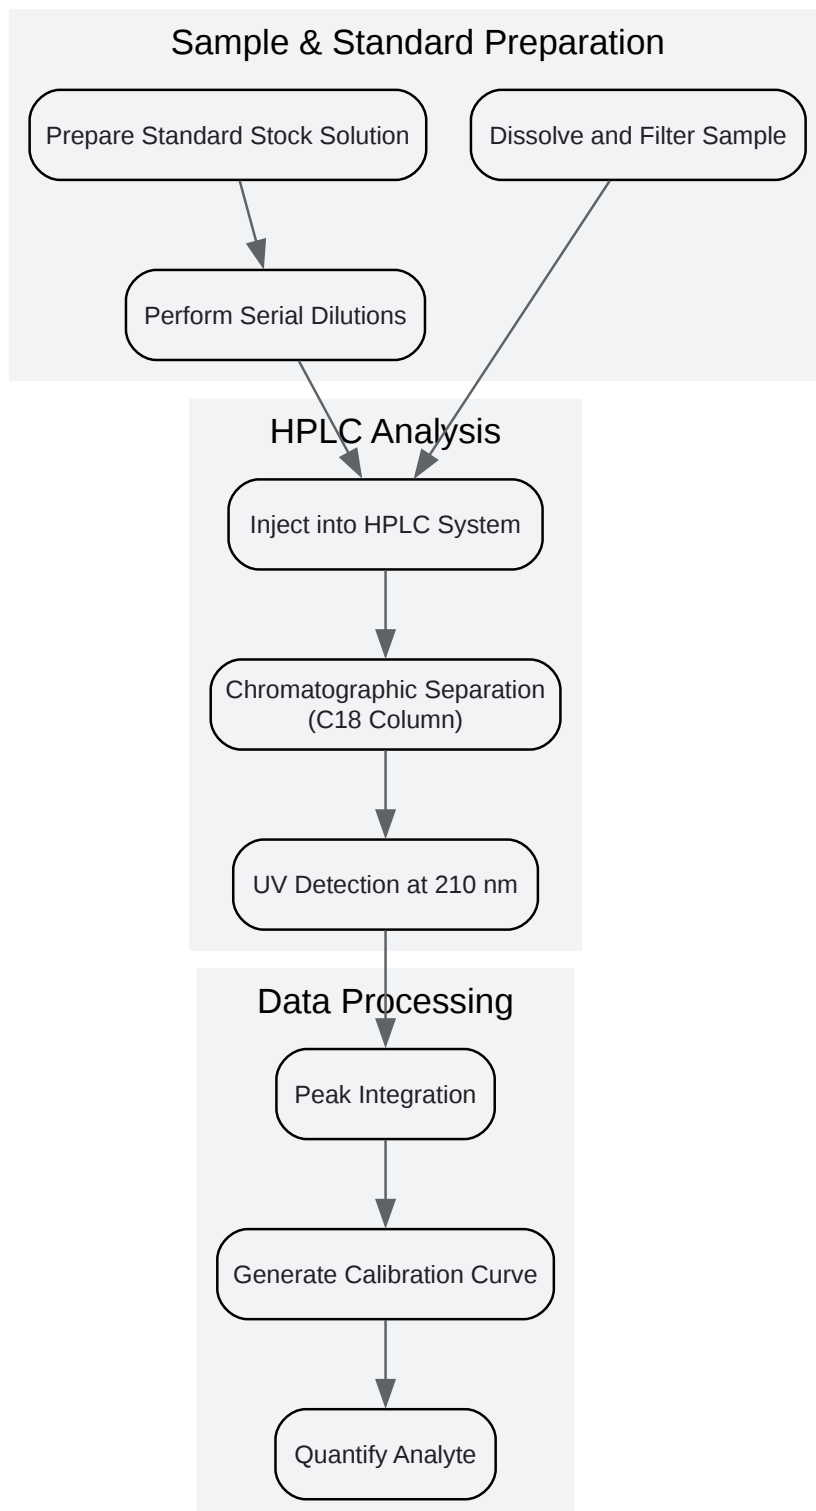 Sample & Standard Preparation
Prepare Standard Stock Solution
Dissolve and Filter Sample
Perform Serial Dilutions
HPLC Analysis
Inject into HPLC System
Chromatographic Separation
(C18 Column)
UV Detection at 210 nm
Data Processing
Peak Integration
Generate Calibration Curve
Quantify Analyte